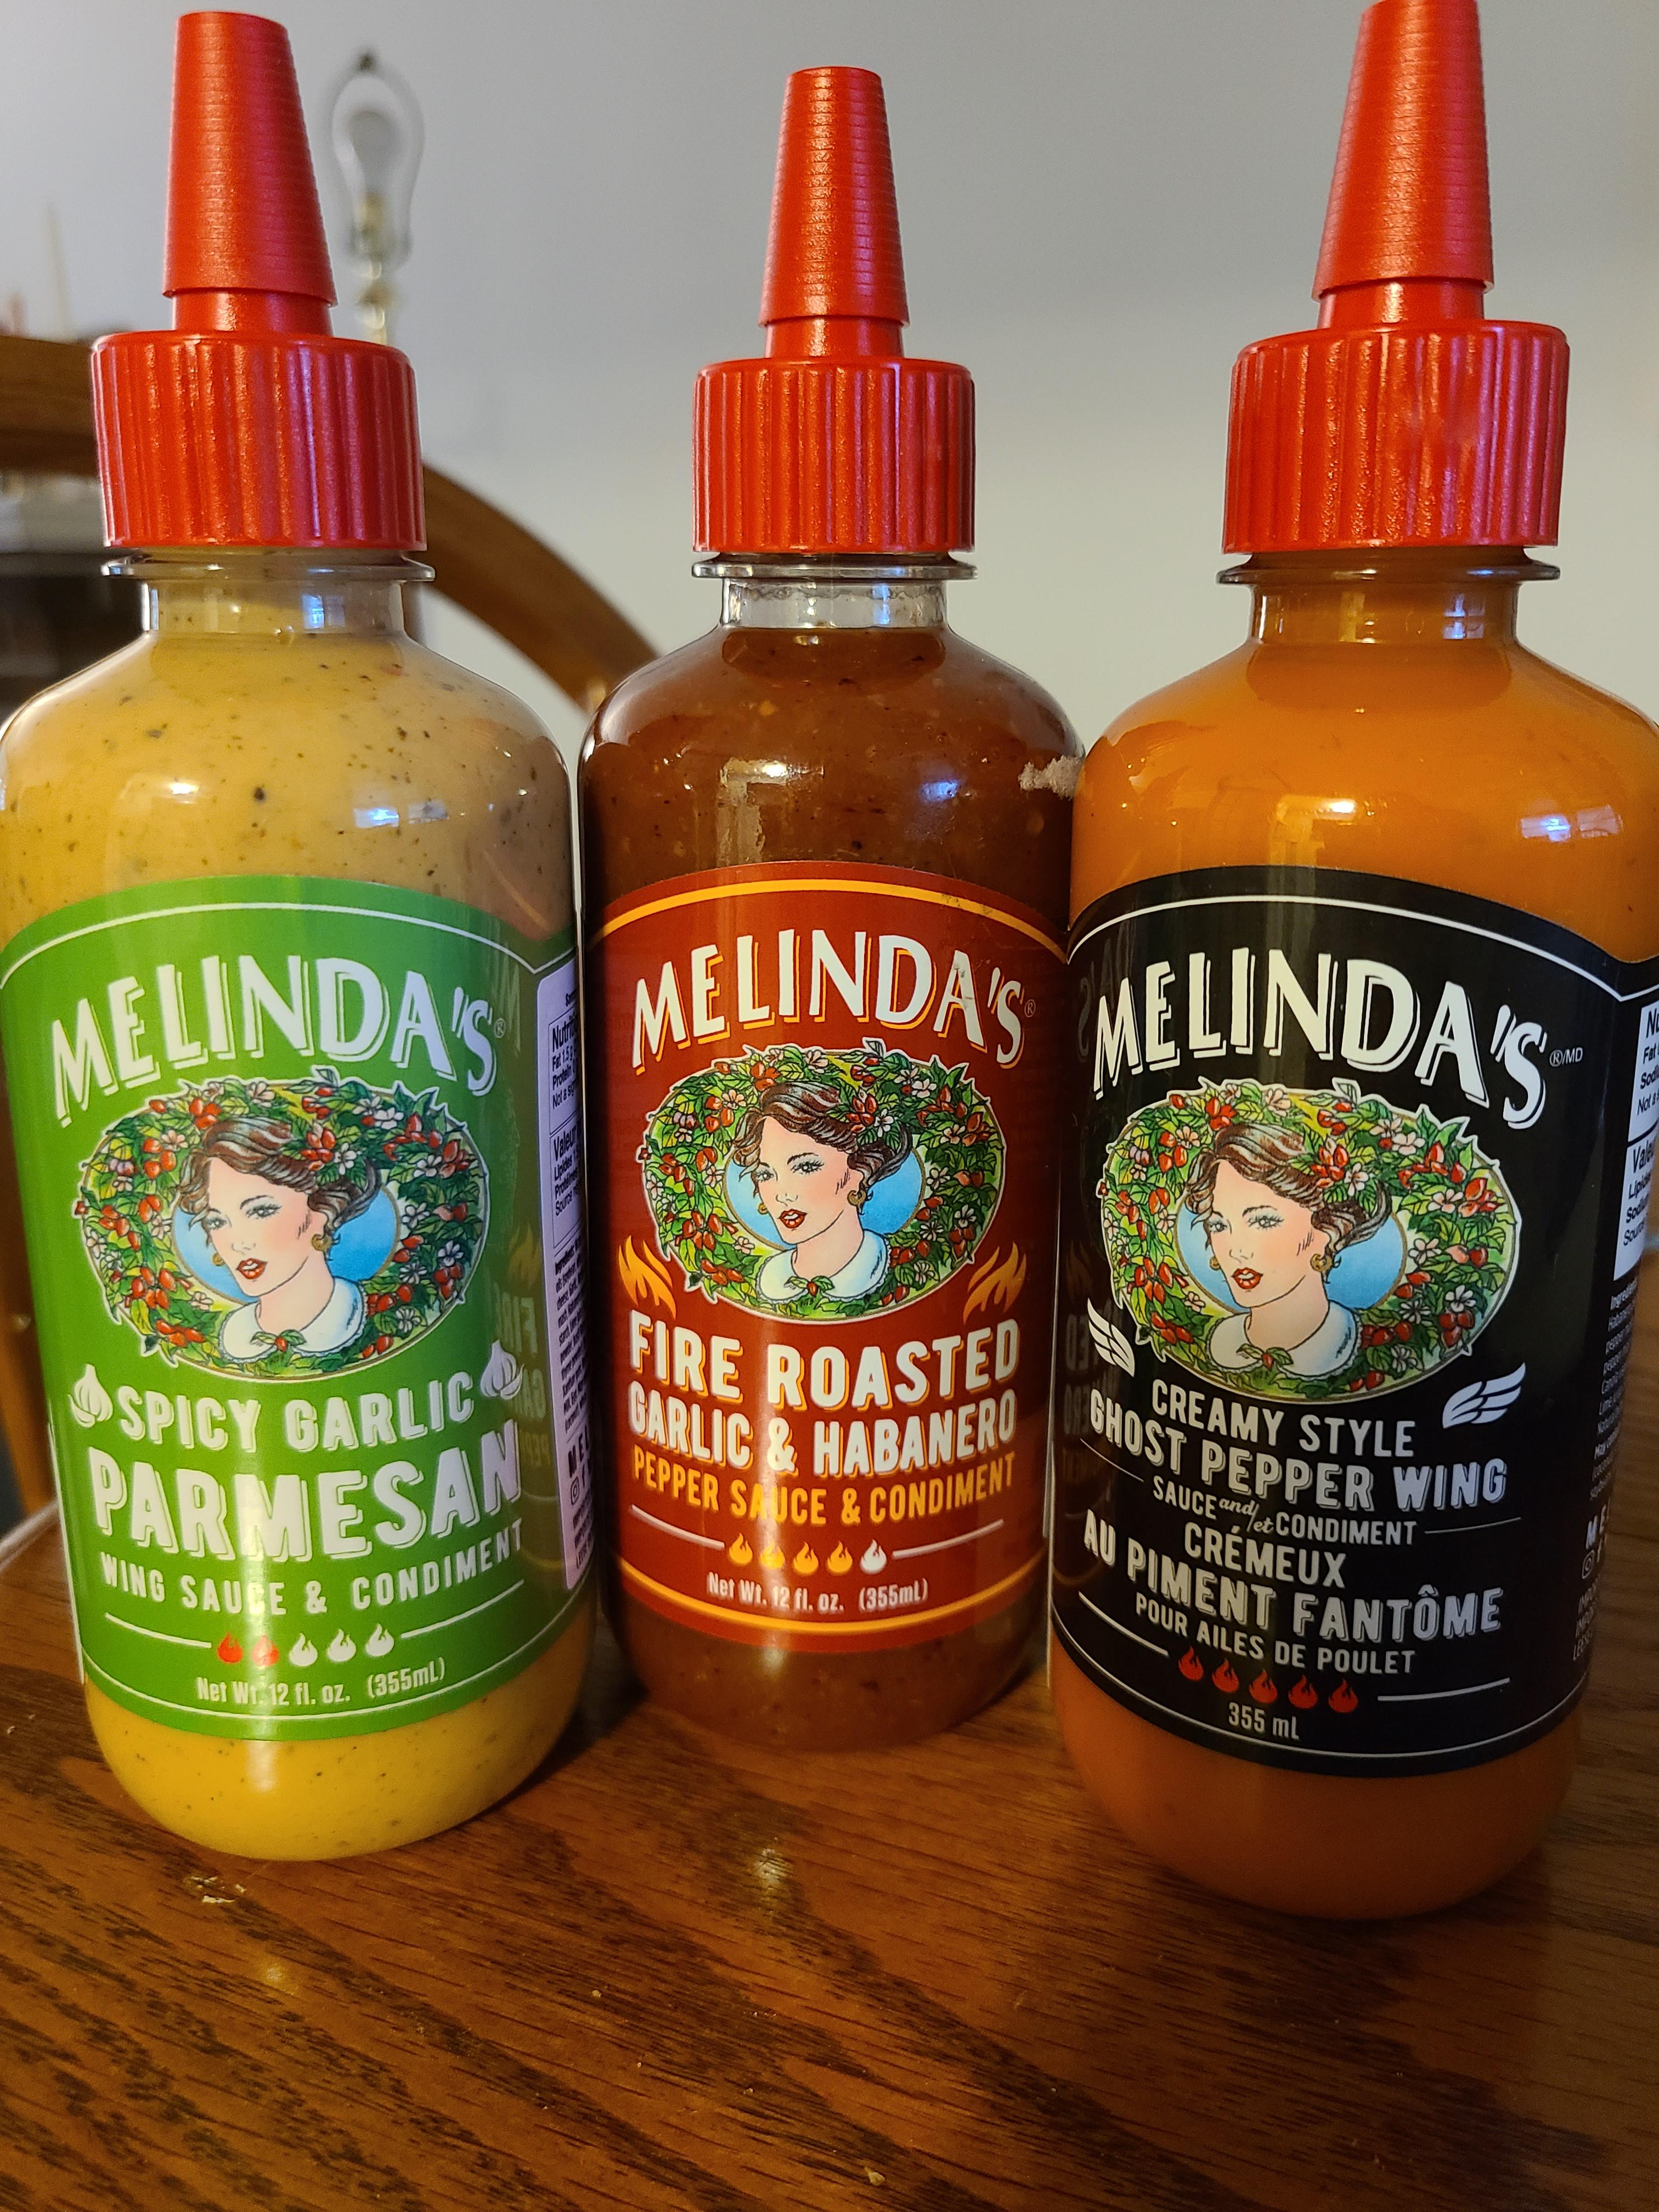 MELINDA'S®
SPICY GARLIC
PARMESAN
WING SAUCE & CONDIMENT
Net Wt. 12 fl. oz. (355mL)
MELINDA'S®
FIRE ROASTED
GARLIC & HABANERO
PEPPER SAUCE & CONDIMENT
Net Wt. 12 fl. oz. (355mL)
MELINDA'S®/MD
CREAMY STYLE
GHOST PEPPER WING
SAUCE and/et CONDIMENT
CRÉMEUX
AU PIMENT FANTÔME
POUR AILES DE POULET
355 mL